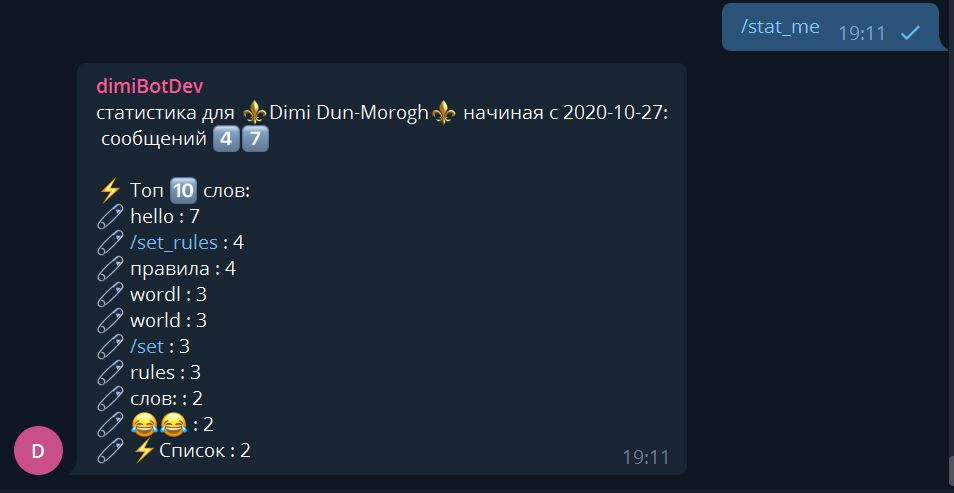 /stat_me 19:11
dimiBotDev
статистика для ⚜️Dimi Dun-Morogh⚜️ начиная с 2020-10-27:
сообщений 4️⃣7️⃣
⚡ Топ 🔟 слов:
🧷 hello : 7
🧷 /set_rules : 4
🧷 правила : 4
🧷 wordl : 3
🧷 world : 3
🧷 /set : 3
🧷 rules : 3
🧷 слов: : 2
🧷 😂😂 : 2
🧷 ⚡Список : 2
19:11
D